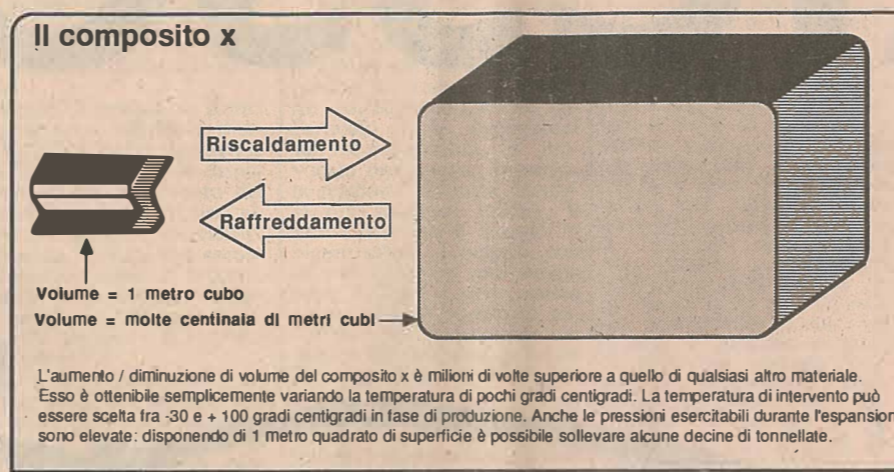 Il composito x
Riscaldamento
Raffreddamento
Volume = 1 metro cubo
Volume = molte centinaia di metri cubi
L'aumento / diminuzione di volume del composito x è milioni di volte superiore a quello di qualsiasi altro materiale.
Esso è ottenibile semplicemente variando la temperatura di pochi gradi centigradi. La temperatura di intervento può
essere scelta fra -30 e + 100 gradi centigradi in fase di produzione. Anche le pressioni esercitabili durante l'espansion
sono elevate: disponendo di 1 metro quadrato di superficie è possibile sollevare alcune decine di tonnellate.